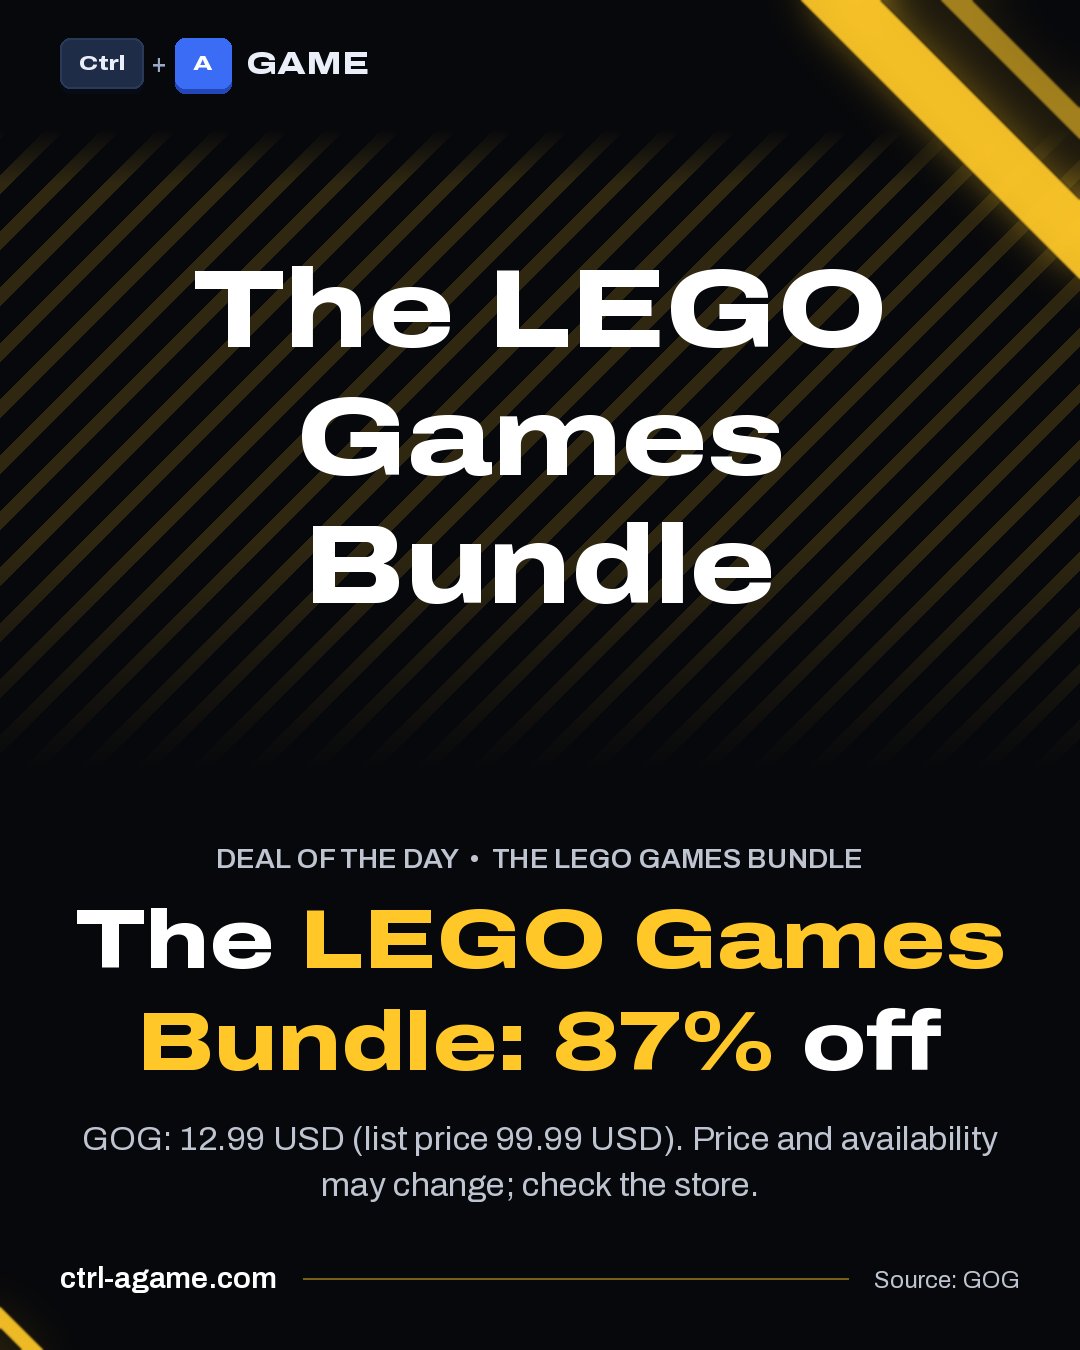 Ctrl + A GAME
The LEGO
Games
Bundle
DEAL OF THE DAY • THE LEGO GAMES BUNDLE
The LEGO Games
Bundle: 87% off
GOG: 12.99 USD (list price 99.99 USD). Price and availability
may change; check the store.
ctrl-agame.com
Source: GOG